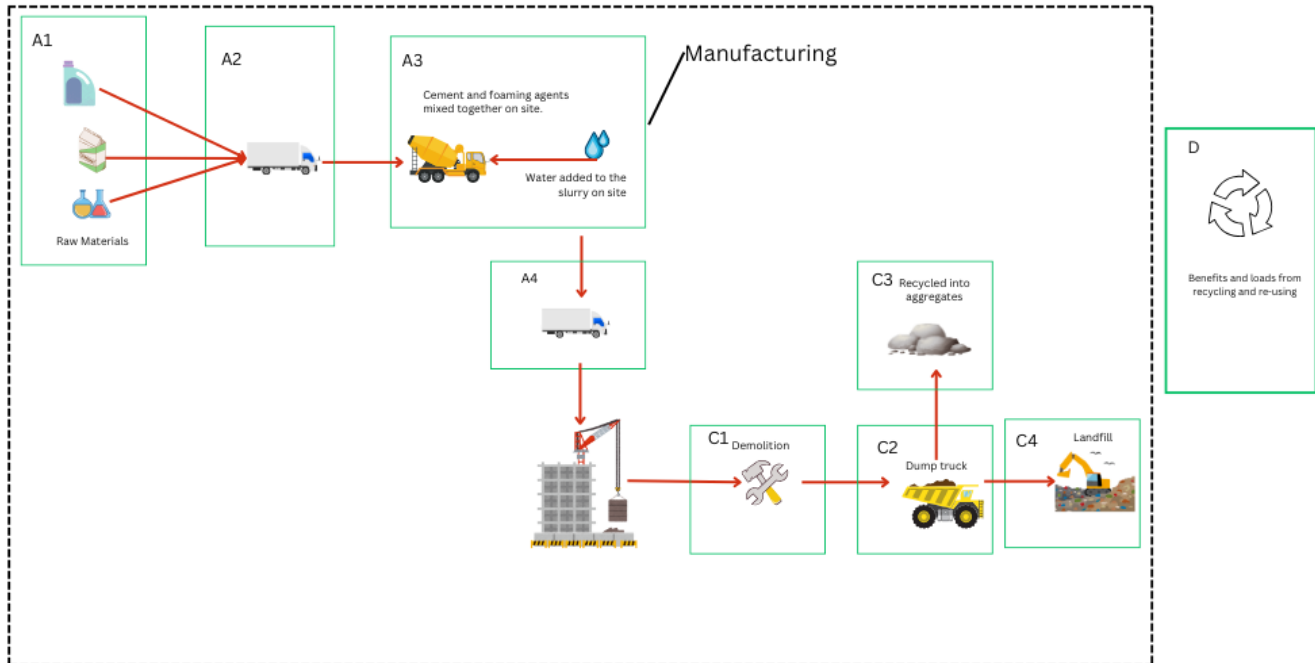 A1
Raw Materials
A2
A3
Cement and foaming agents
mixed together on site.
Water added to the
slurry on site
Manufacturing
A4
C1
Demolition
C2
Dump truck
C3
Recycled into
aggregates
C4
Landfill
D
Benefits and loads from
recycling and re-using